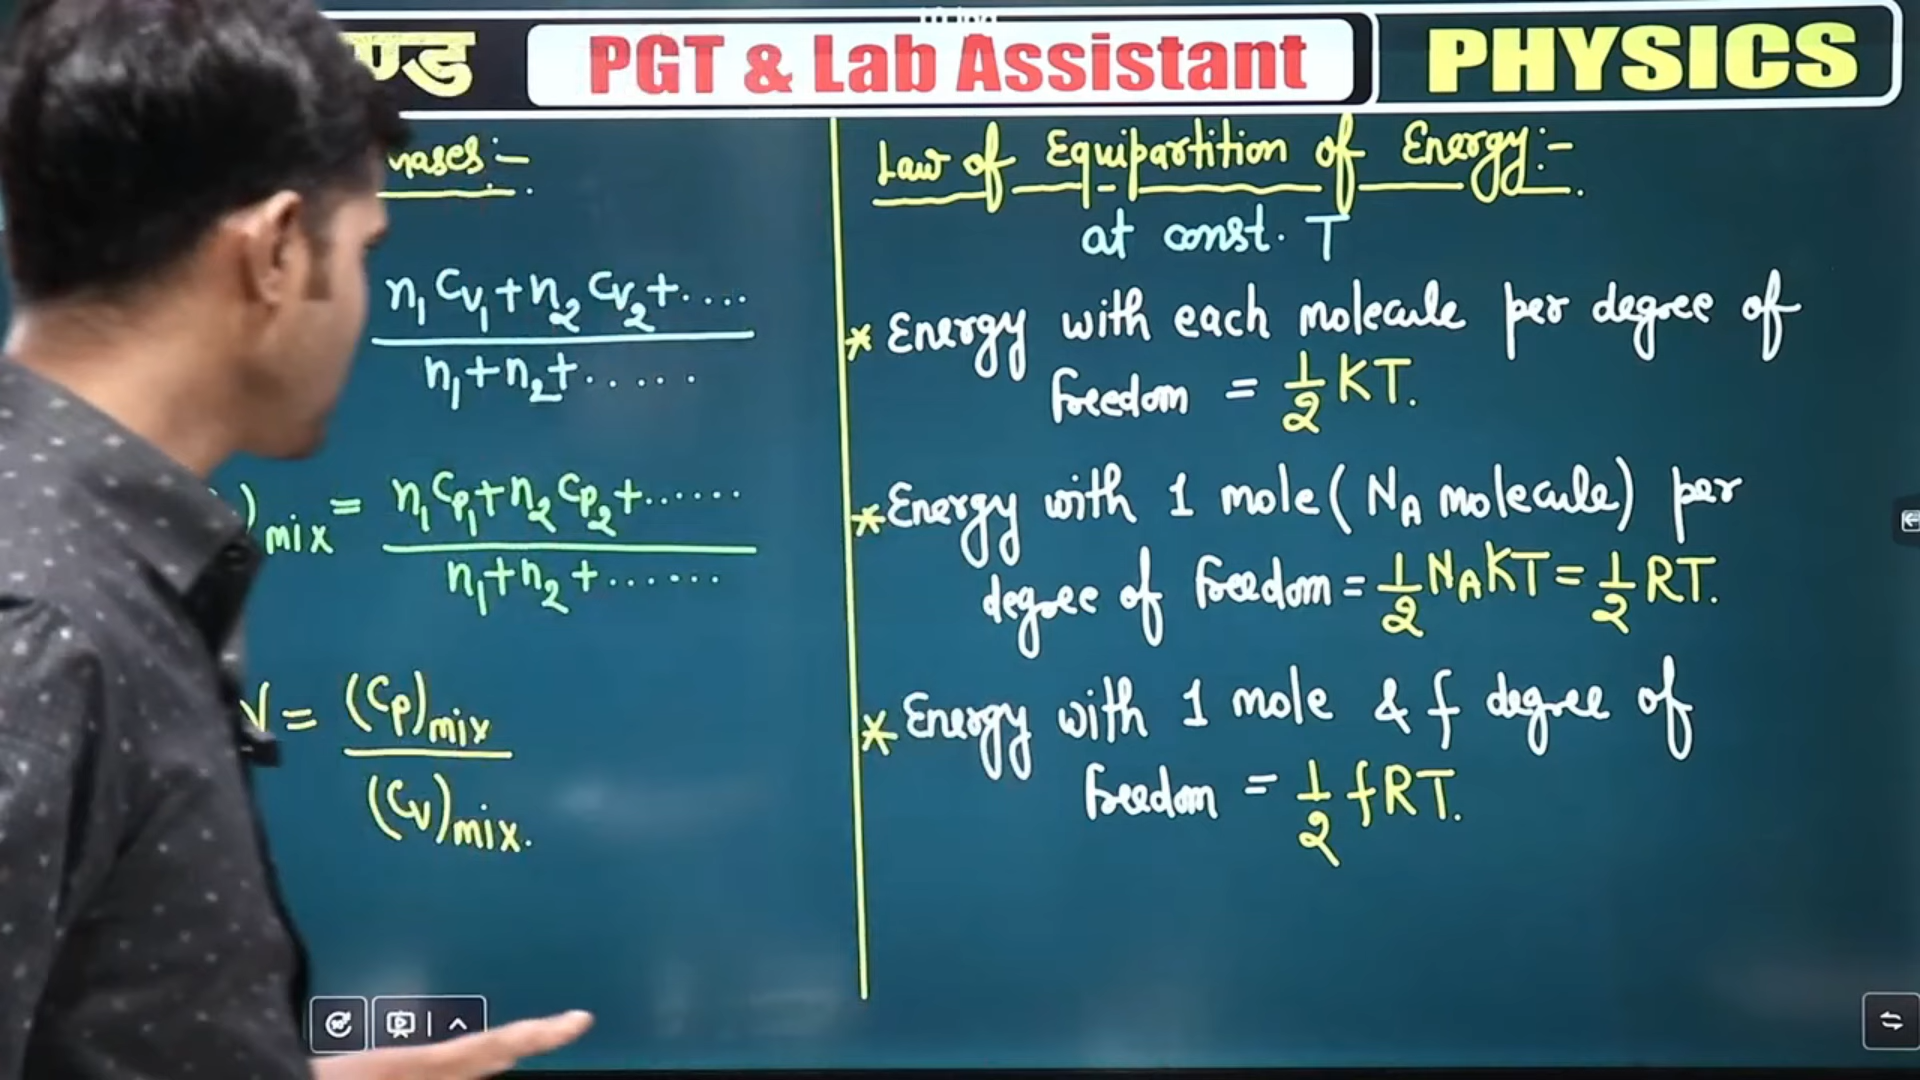 ण्ड PGT & Lab Assistant PHYSICS
n₁Cv₁+n₂Cv₂+....
n₁+n₂+......
)mix = n₁Cp₁+n₂Cp₂+......
n₁+n₂+......
= (Cp)mix
(Cv)mix.
Law of Equipartition of Energy:-
at const. T
* Energy with each molecule per degree of
freedom = 1/2 KT.
* Energy with 1 mole (NA molecule) per
degree of freedom = 1/2 NAKT = 1/2 RT.
* Energy with 1 mole & f degree of
freedom = 1/2 fRT.